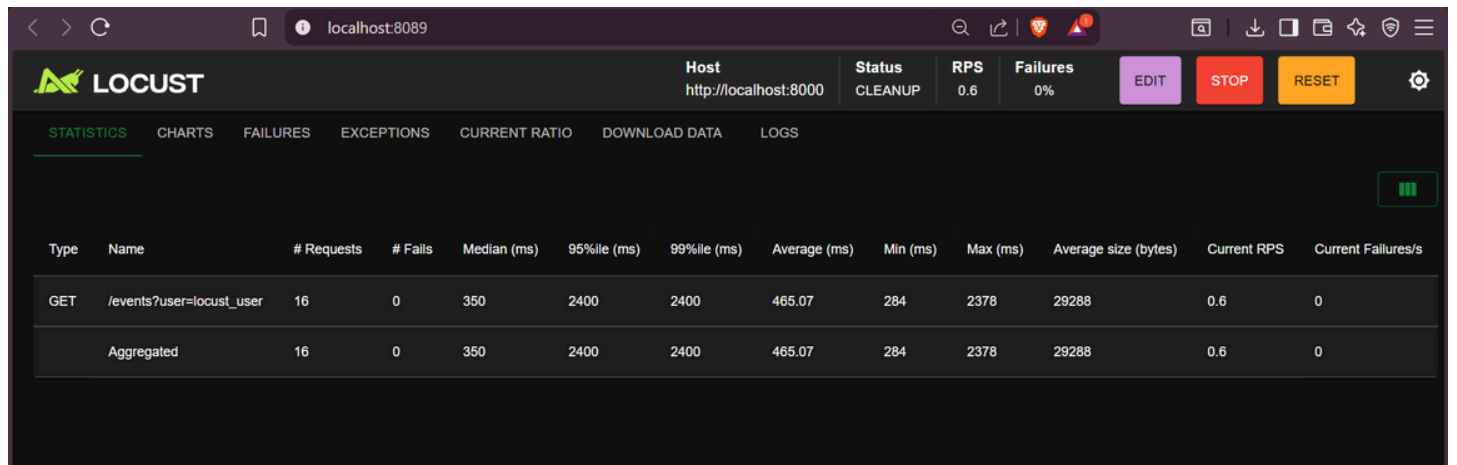 localhost:8089
1
LOCUST
Host
http://localhost:8000
Status
CLEANUP
RPS
0.6
Failures
0%
EDIT
STOP
RESET
STATISTICS CHARTS FAILURES EXCEPTIONS CURRENT RATIO DOWNLOAD DATA LOGS
Type Name # Requests # Fails Median (ms) 95%ile (ms) 99%ile (ms) Average (ms) Min (ms) Max (ms) Average size (bytes) Current RPS Current Failures/s
GET /events?user=locust_user 16 0 350 2400 2400 465.07 284 2378 29288 0.6 0
Aggregated 16 0 350 2400 2400 465.07 284 2378 29288 0.6 0